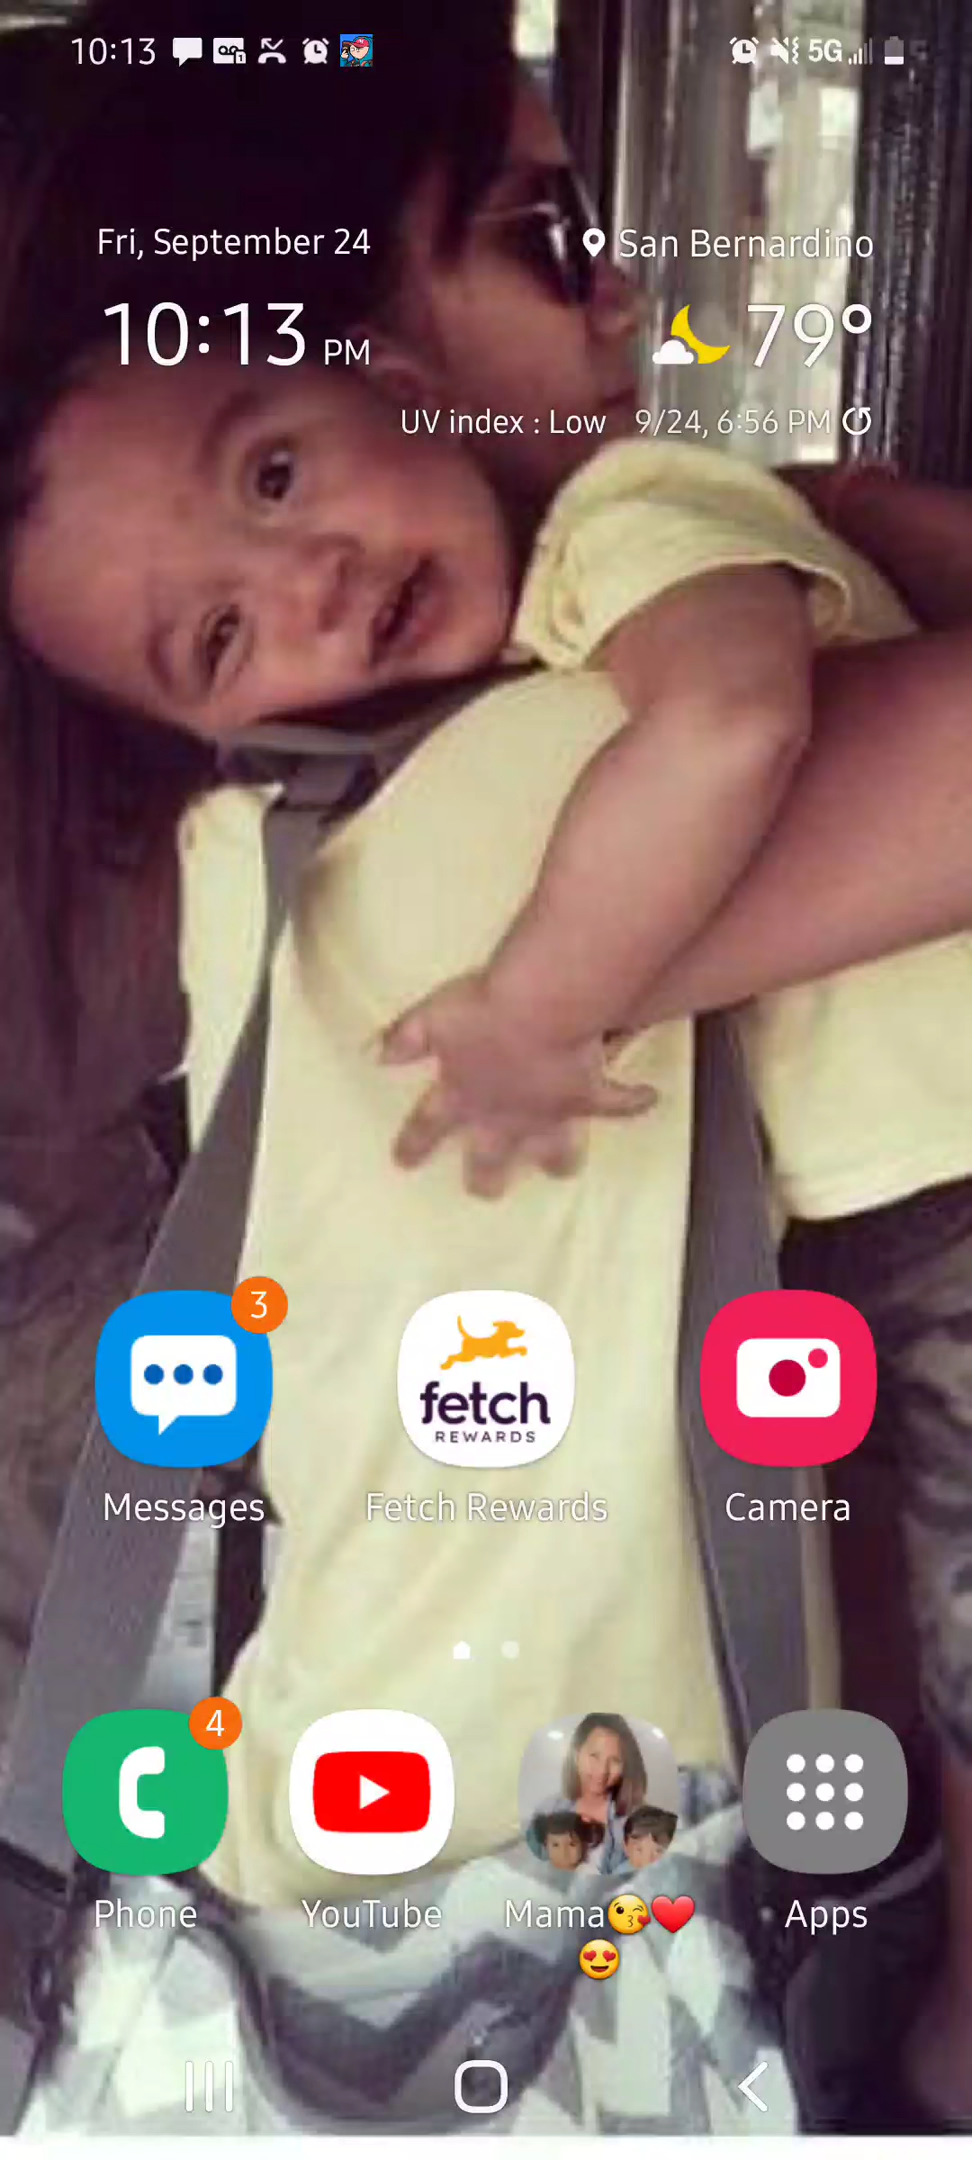 10:13 5G
Fri, September 24
San Bernardino
10:13 PM
79°
UV index : Low 9/24, 6:56 PM
3
fetch
REWARDS
Messages Fetch Rewards Camera
4
Phone YouTube Mama😘❤️ Apps
😍